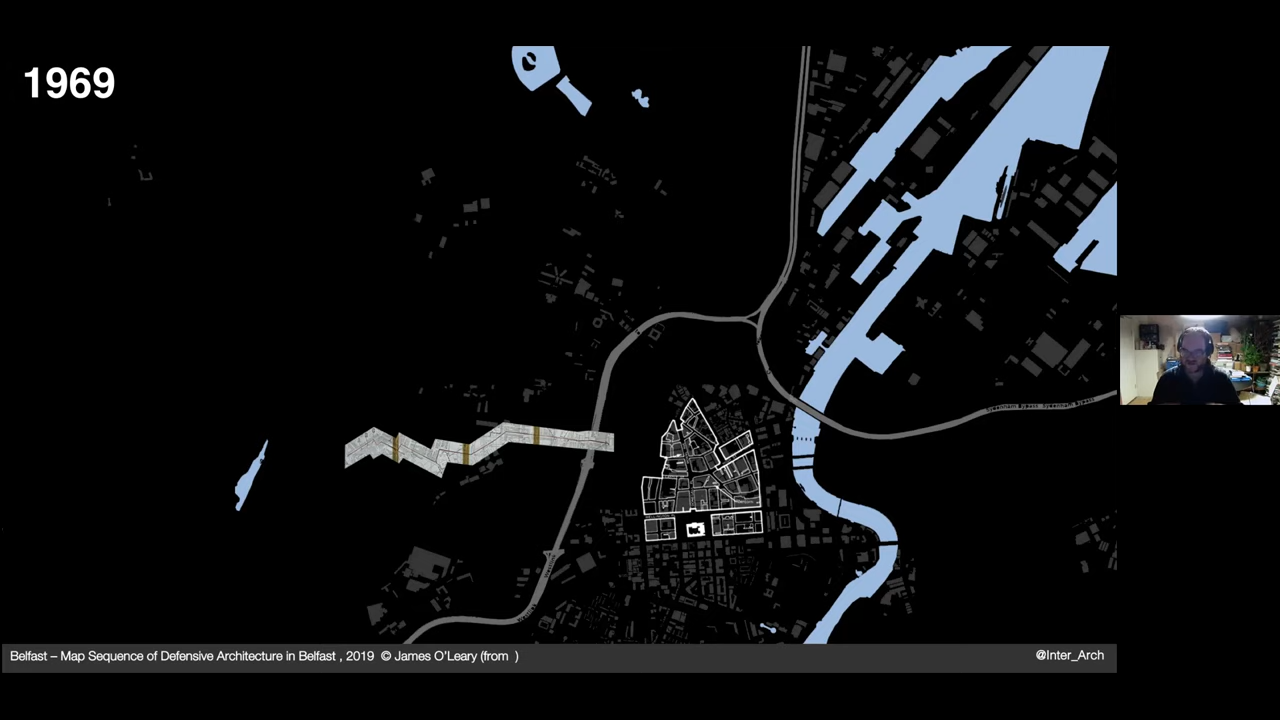 1969
Belfast – Map Sequence of Defensive Architecture in Belfast , 2019 © James O'Leary (from )
@Inter_Arch